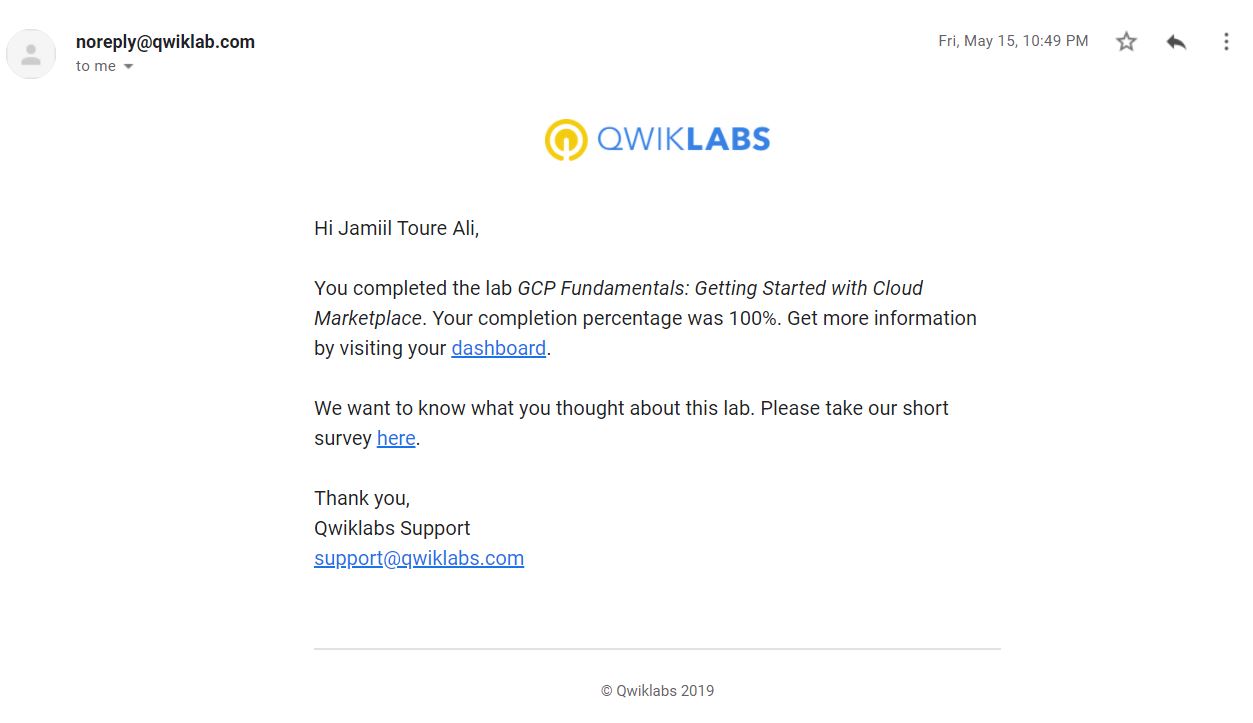 noreply@qwiklab.com
Fri, May 15, 10:49 PM
to me
QWIKLABS
Hi Jamiil Toure Ali,
You completed the lab GCP Fundamentals: Getting Started with Cloud
Marketplace. Your completion percentage was 100%. Get more information
by visiting your dashboard.
We want to know what you thought about this lab. Please take our short
survey here.
Thank you,
Qwiklabs Support
support@qwiklabs.com
© Qwiklabs 2019